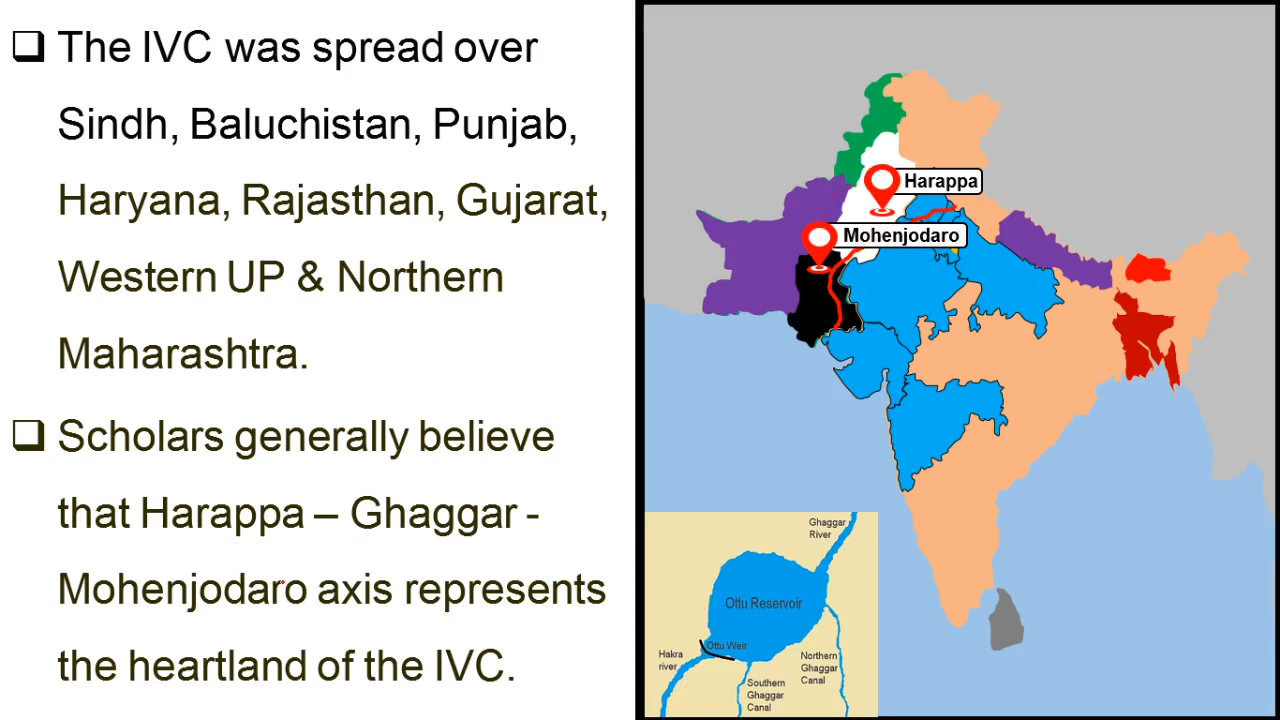 ❑ The IVC was spread over
Sindh, Baluchistan, Punjab,
Haryana, Rajasthan, Gujarat,
Western UP & Northern
Maharashtra.
❑ Scholars generally believe
that Harappa – Ghaggar -
Mohenjodaro axis represents
the heartland of the IVC.
Harappa
Mohenjodaro
Ghaggar
River
Ottu Reservoir
Ottu Weir
Hakra
river
Northern
Ghaggar
Canal
Southern
Ghaggar
Canal